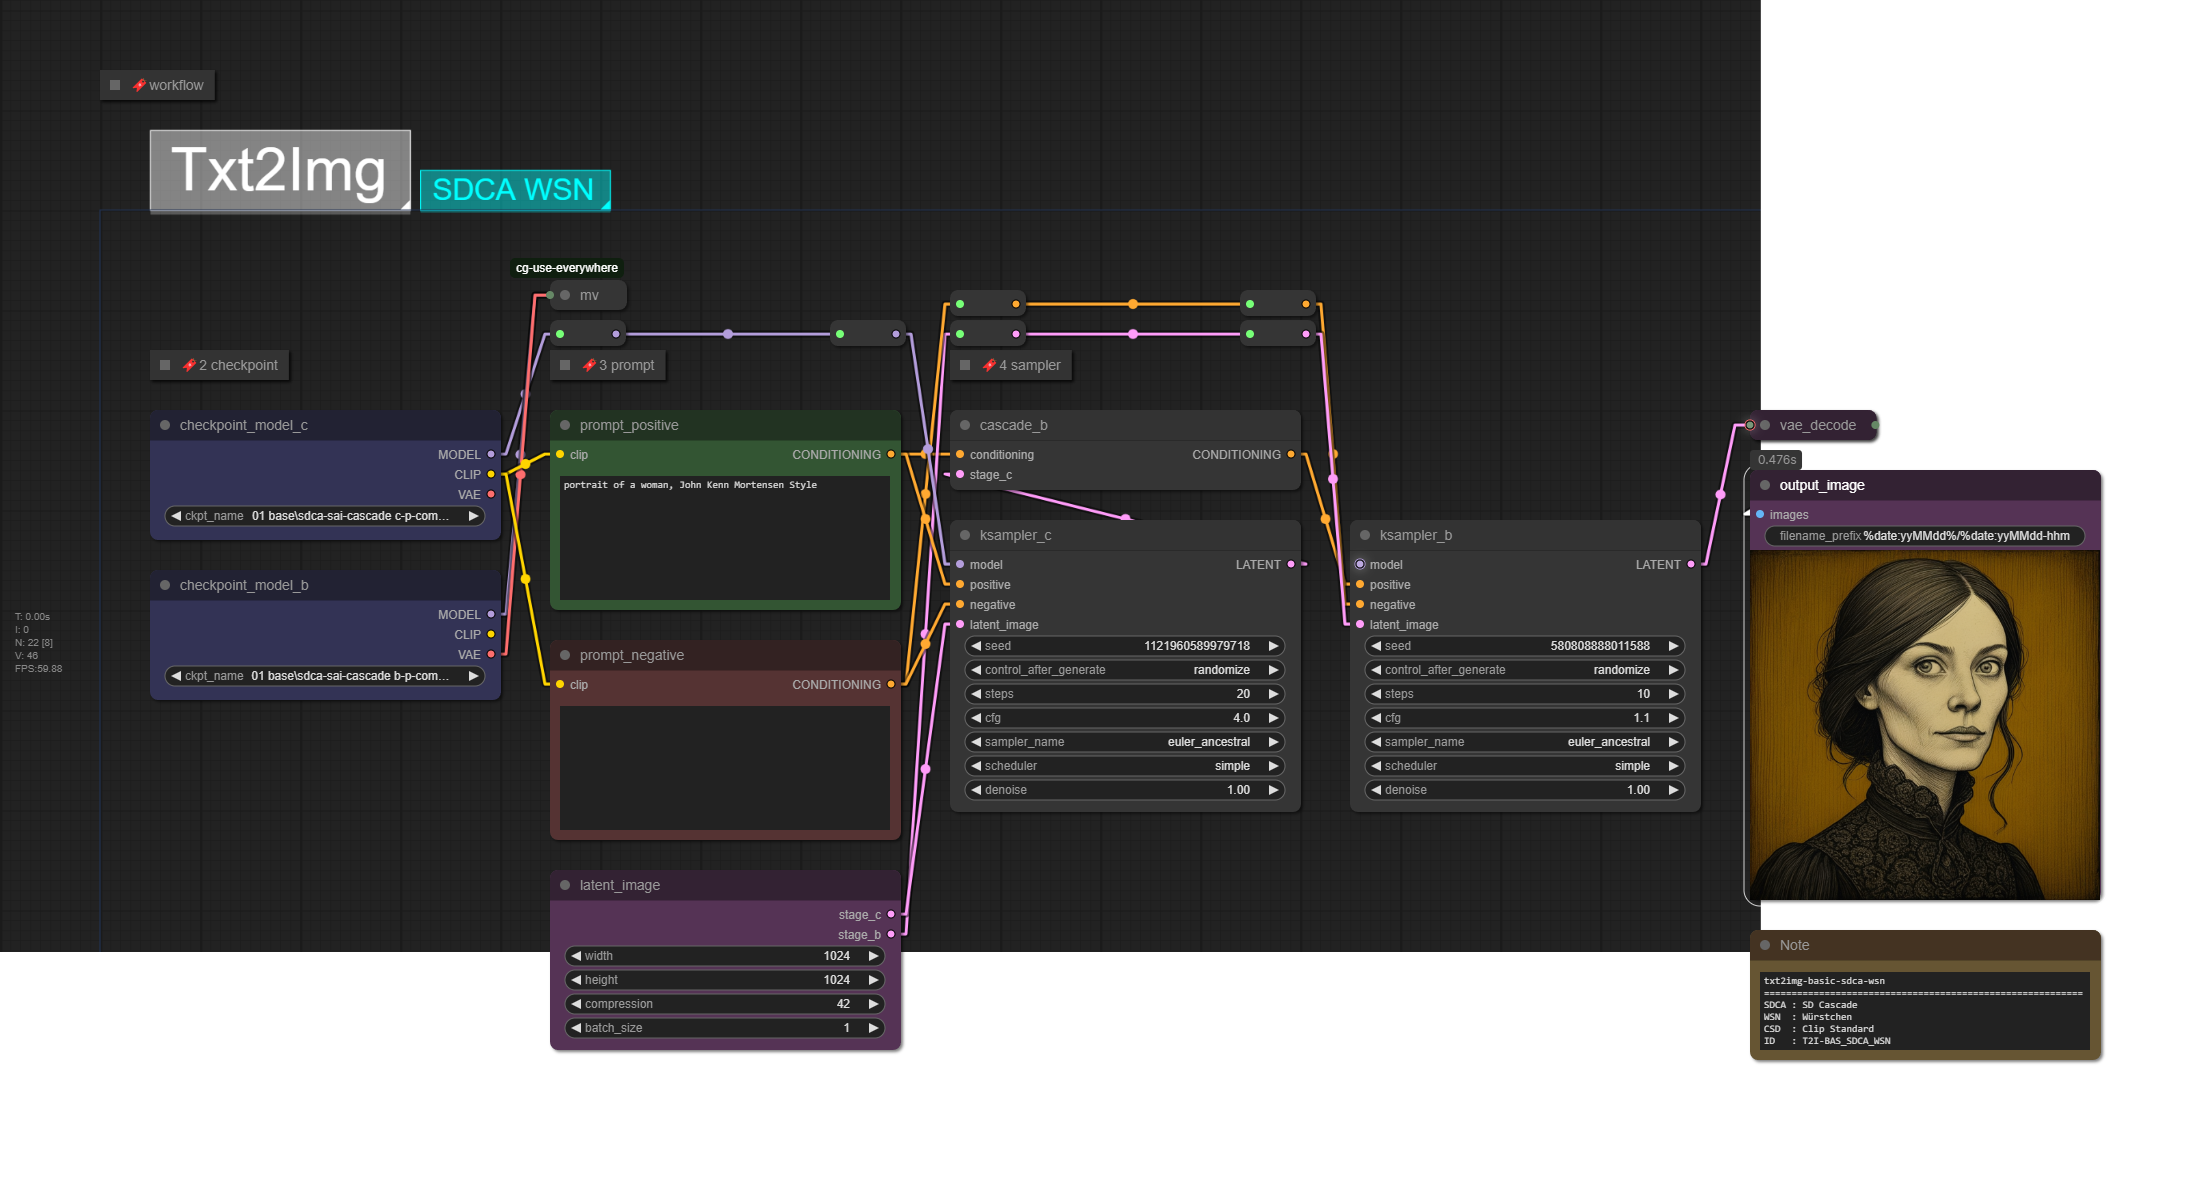 workflow
Txt2Img
SDCA WSN
cg-use-everywhere
mv
2 checkpoint
3 prompt
4 sampler
checkpoint_model_c
MODEL
CLIP
VAE
ckpt_name 01 base\sdca-sai-cascade c-p-com...
checkpoint_model_b
MODEL
CLIP
VAE
ckpt_name 01 base\sdca-sai-cascade b-p-com...
T: 0.00s
I: 0
N: 22 [8]
V: 46
FPS:59.88
prompt_positive
clip CONDITIONING
portrait of a woman, John Kenn Mortensen Style
prompt_negative
clip CONDITIONING
latent_image
stage_c
stage_b
width 1024
height 1024
compression 42
batch_size 1
cascade_b
conditioning CONDITIONING
stage_c
ksampler_c
model LATENT
positive
negative
latent_image
seed 1121960589979718
control_after_generate randomize
steps 20
cfg 4.0
sampler_name euler_ancestral
scheduler simple
denoise 1.00
ksampler_b
model LATENT
positive
negative
latent_image
seed 580808888011588
control_after_generate randomize
steps 10
cfg 1.1
sampler_name euler_ancestral
scheduler simple
denoise 1.00
vae_decode
0.476s
output_image
images
filename_prefix %date:yyMMdd%/%date:yyMMdd-hhm
Note
txt2img-basic-sdca-wsn
=========================================================
SDCA : SD Cascade
WSN : Würstchen
CSD : Clip Standard
ID : T2I-BAS_SDCA_WSN